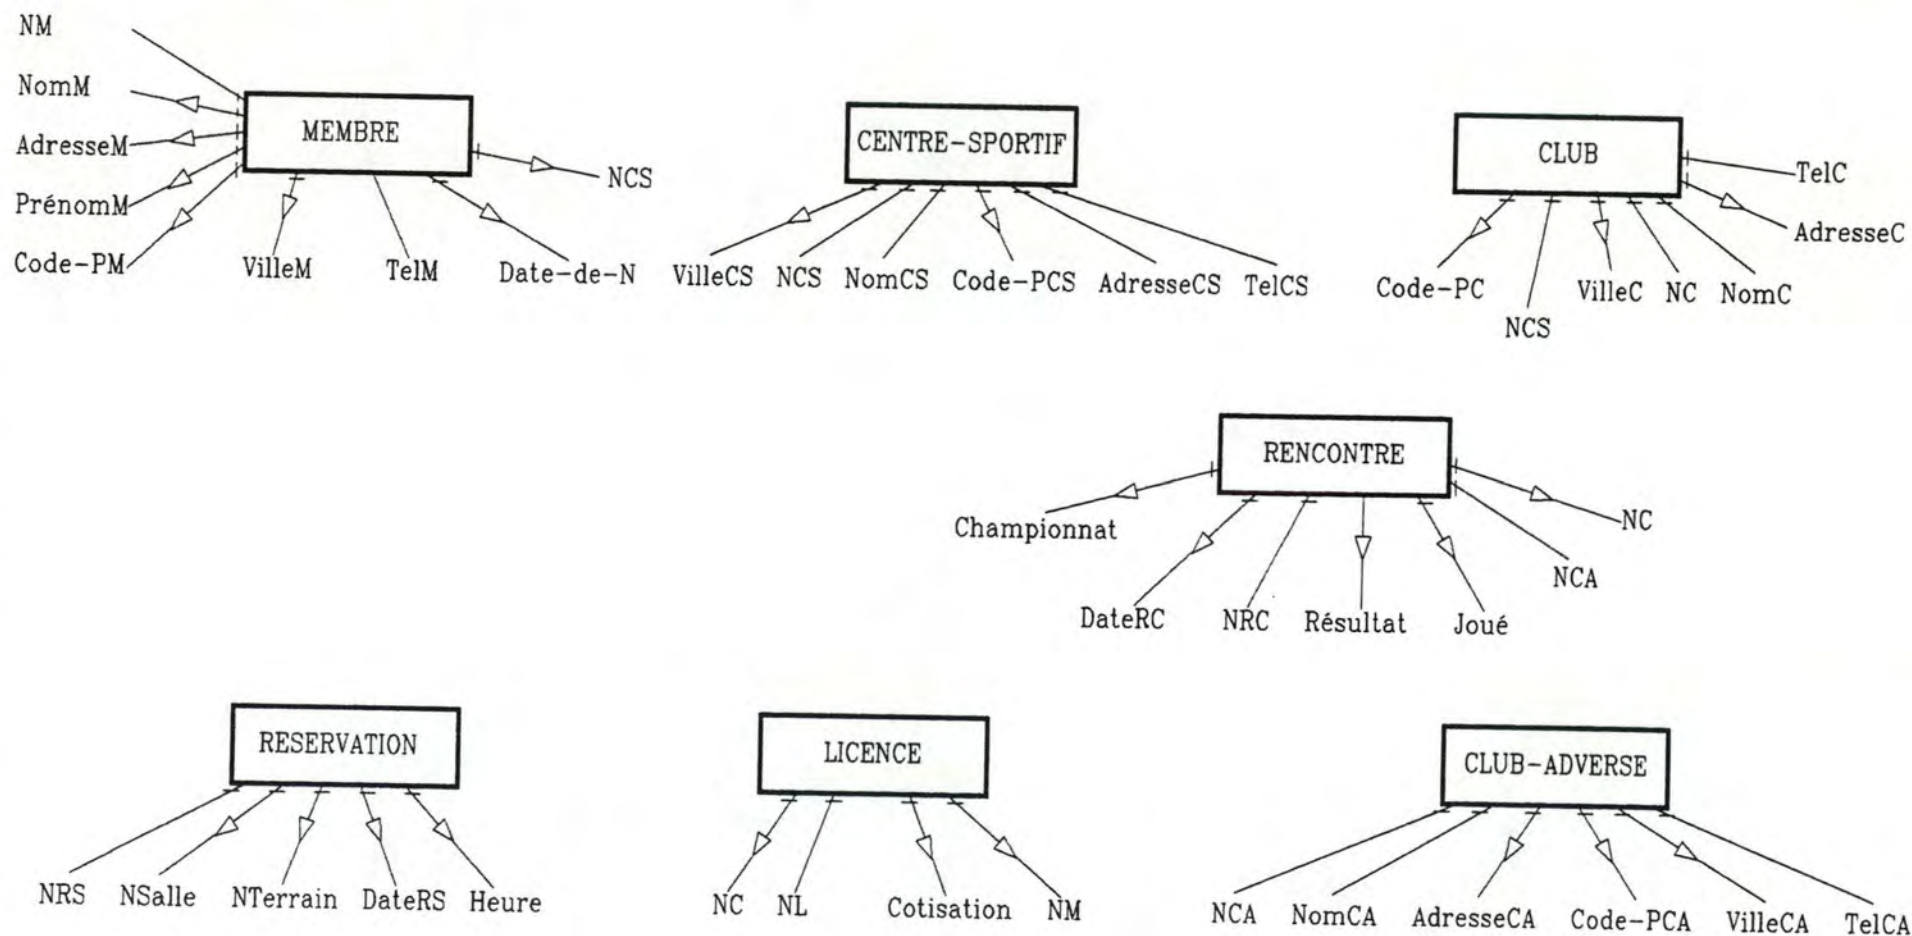 NM
NomM
AdresseM
PrénomM
Code-PM
MEMBRE
VilleM
TelM
Date-de-N
NCS
CENTRE-SPORTIF
VilleCS
NCS
NomCS
Code-PCS
AdresseCS
TelCS
CLUB
TelC
AdresseC
Code-PC
NCS
VilleC
NC
NomC
RENCONTRE
Championnat
DateRC
NRC
Résultat
Joué
NCA
NC
RESERVATION
NRS
NSalle
NTerrain
DateRS
Heure
LICENCE
NC
NL
Cotisation
NM
CLUB-ADVERSE
NCA
NomCA
AdresseCA
Code-PCA
VilleCA
TelCA